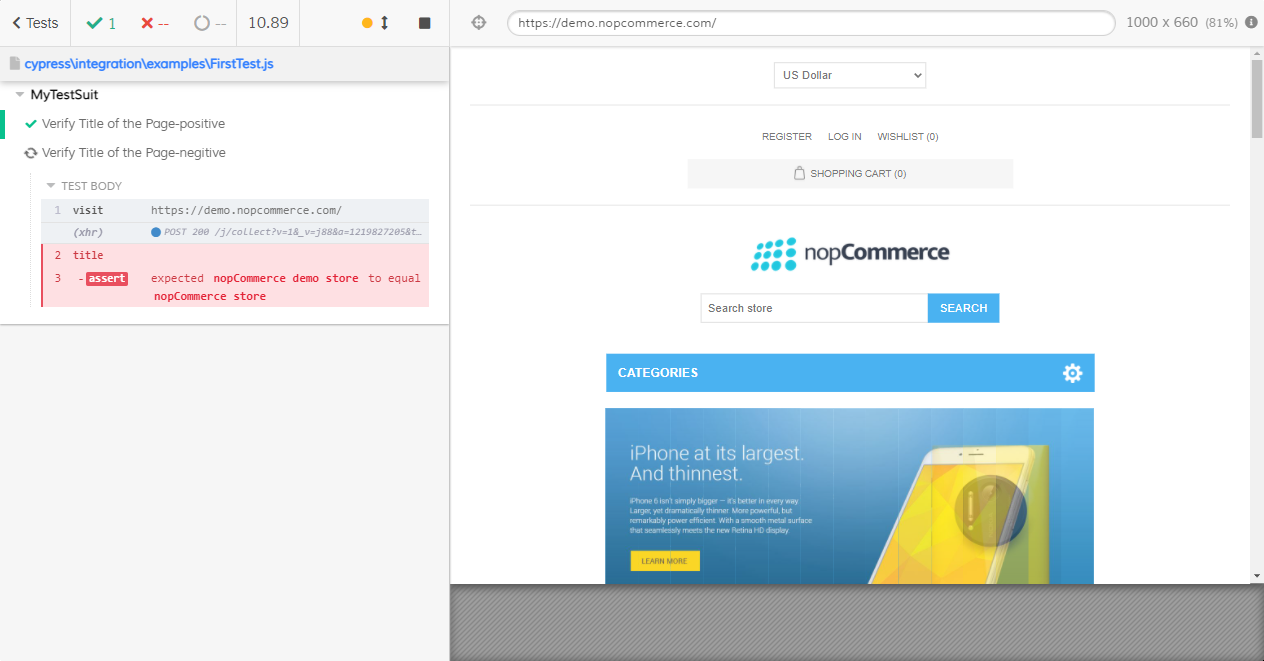 Tests
1
--
--
10.89
https://demo.nopcommerce.com/
1000 x 660 (81%)
cypress\integration\examples\FirstTest.js
MyTestSuit
Verify Title of the Page-positive
Verify Title of the Page-negitive
TEST BODY
1 visit https://demo.nopcommerce.com/
(xhr) POST 200 /j/collect?v=1&_v=j88&a=1219827205&t…
2 title
3 -assert expected nopCommerce demo store to equal
nopCommerce store
US Dollar
REGISTER LOG IN WISHLIST (0)
SHOPPING CART (0)
nopCommerce
Search store SEARCH
CATEGORIES
iPhone at its largest.
And thinnest.
iPhone 6 isn't simply bigger – it's better in every way
Larger, yet dramatically thinner. More powerful, but
remarkably power efficient. With a smooth metal surface
that seamlessly meets the new Retina HD display
LEARN MORE